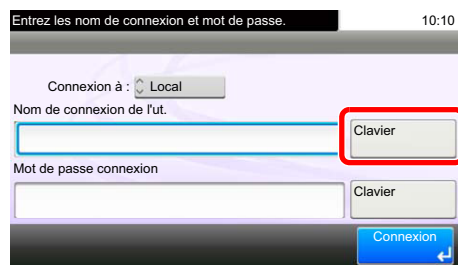 Entrez les nom de connexion et mot de passe. 10:10
Connexion à : Local
Nom de connexion de l'ut.
Clavier
Mot de passe connexion
Clavier
Connexion